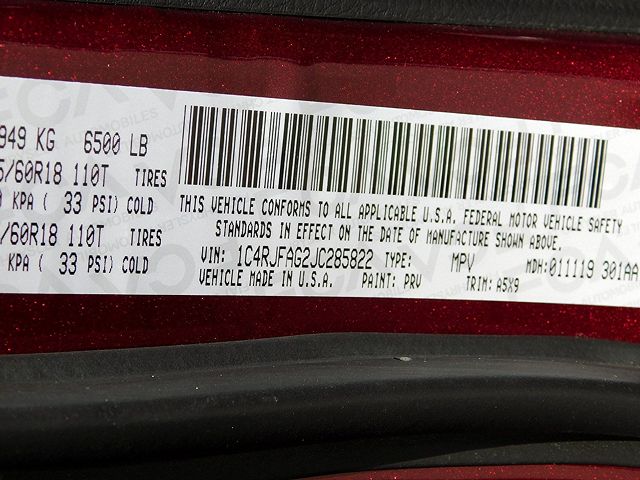 949 KG 6500 LB
5/60R18 110T TIRES
0 KPA ( 33 PSI) COLD
/60R18 110T TIRES
KPA ( 33 PSI) COLD
THIS VEHICLE CONFORMS TO ALL APPLICABLE U.S.A. FEDERAL MOTOR VEHICLE SAFETY
STANDARDS IN EFFECT ON THE DATE OF MANUFACTURE SHOWN ABOVE.
VIN: 1C4RJFAG2JC285822 TYPE: MPV MDH: 011119 301AA
VEHICLE MADE IN U.S.A. PAINT: PRV TRIM: A5X9